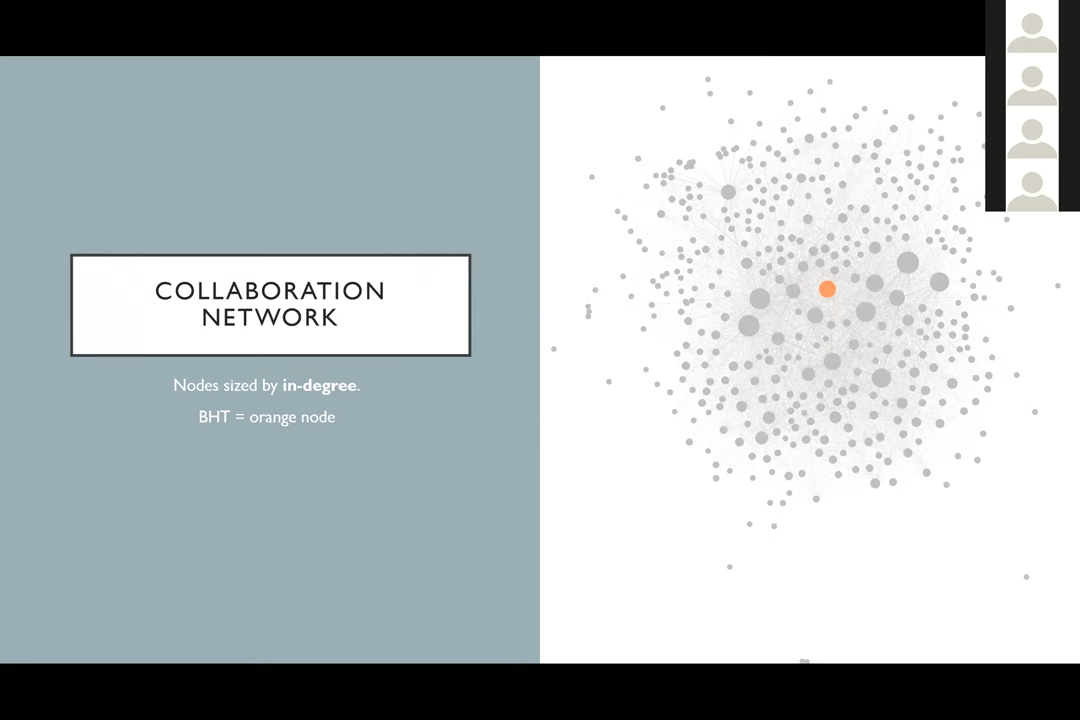 COLLABORATION
NETWORK
Nodes sized by in-degree.
BHT = orange node